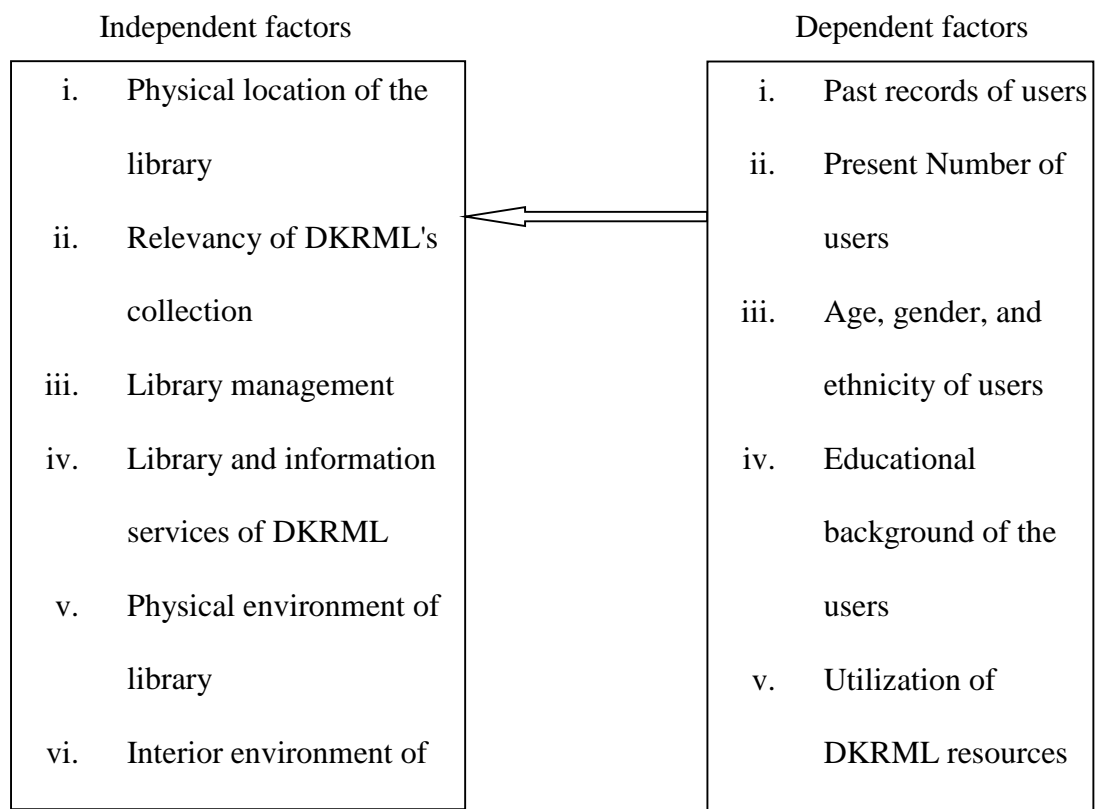 Independent factors
i. Physical location of the
library
ii. Relevancy of DKRML's
collection
iii. Library management
iv. Library and information
services of DKRML
v. Physical environment of
library
vi. Interior environment of
Dependent factors
i. Past records of users
ii. Present Number of
users
iii. Age, gender, and
ethnicity of users
iv. Educational
background of the
users
v. Utilization of
DKRML resources